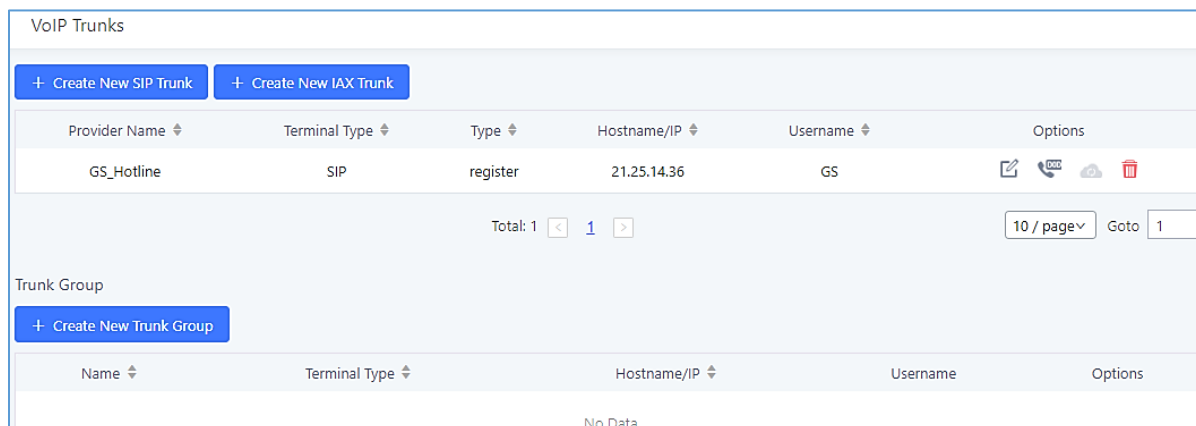 VoIP Trunks
+ Create New SIP Trunk + Create New IAX Trunk
Provider Name Terminal Type Type Hostname/IP Username Options
GS_Hotline SIP register 21.25.14.36 GS DOD
Total: 1 < 1 > 10 / page Goto 1
Trunk Group
+ Create New Trunk Group
Name Terminal Type Hostname/IP Username Options
No Data